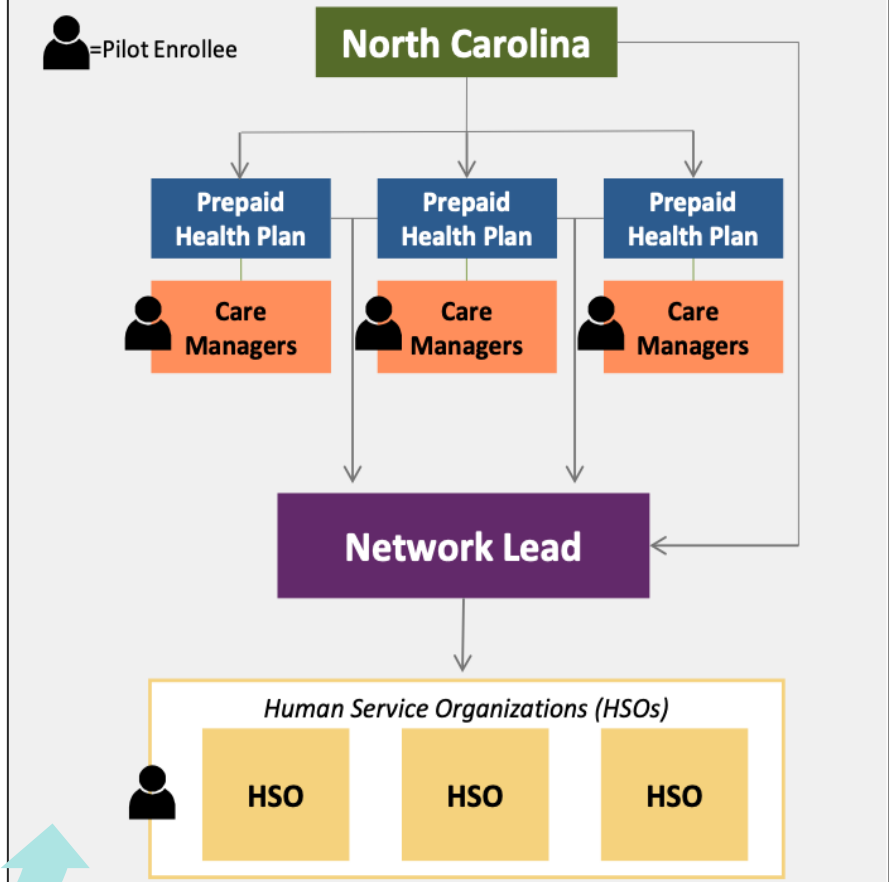 =Pilot Enrollee
North Carolina
Prepaid
Health Plan
Prepaid
Health Plan
Prepaid
Health Plan
Care
Managers
Care
Managers
Care
Managers
Network Lead
Human Service Organizations (HSOs)
HSO
HSO
HSO